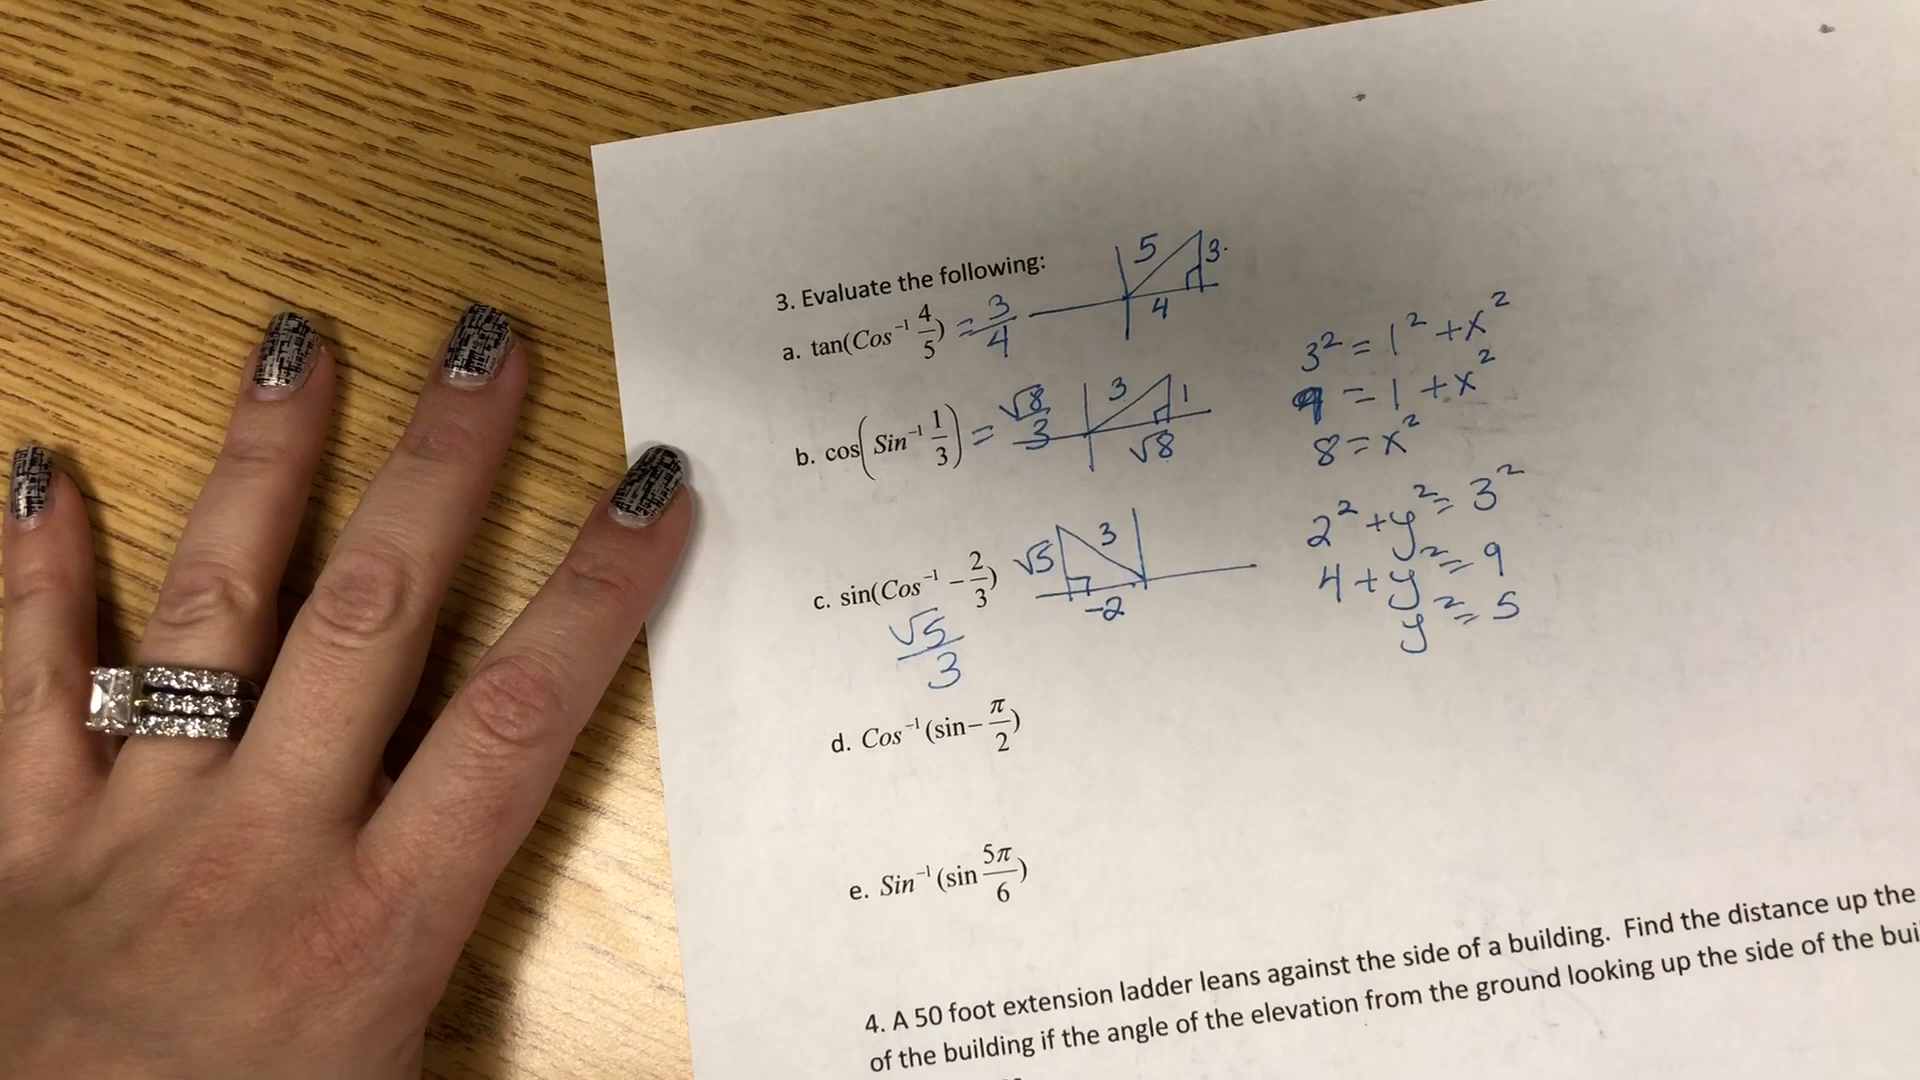 3. Evaluate the following:
a. tan(Cos⁻¹ 4/5) = 3/4
5 3
4
b. cos(Sin⁻¹ 1/3) = √8/3
3 1
√8
3² = 1² + x²
9 = 1 + x²
8 = x²
c. sin(Cos⁻¹ - 2/3)
√5/3
√5 3
-2
2² + y² = 3²
4 + y² = 9
y² = 5
d. Cos⁻¹(sin - π/2)
e. Sin⁻¹(sin 5π/6)
4. A 50 foot extension ladder leans against the side of a building. Find the distance up the
of the building if the angle of the elevation from the ground looking up the side of the bui